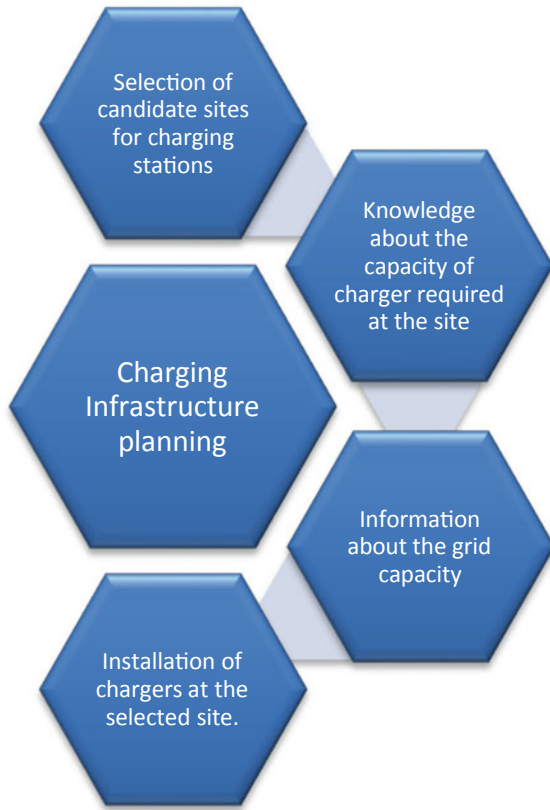 Selection of
candidate sites
for charging
stations
Knowledge
about the
capacity of
charger required
at the site
Charging
Infrastructure
planning
Information
about the grid
capacity
Installation of
chargers at the
selected site.